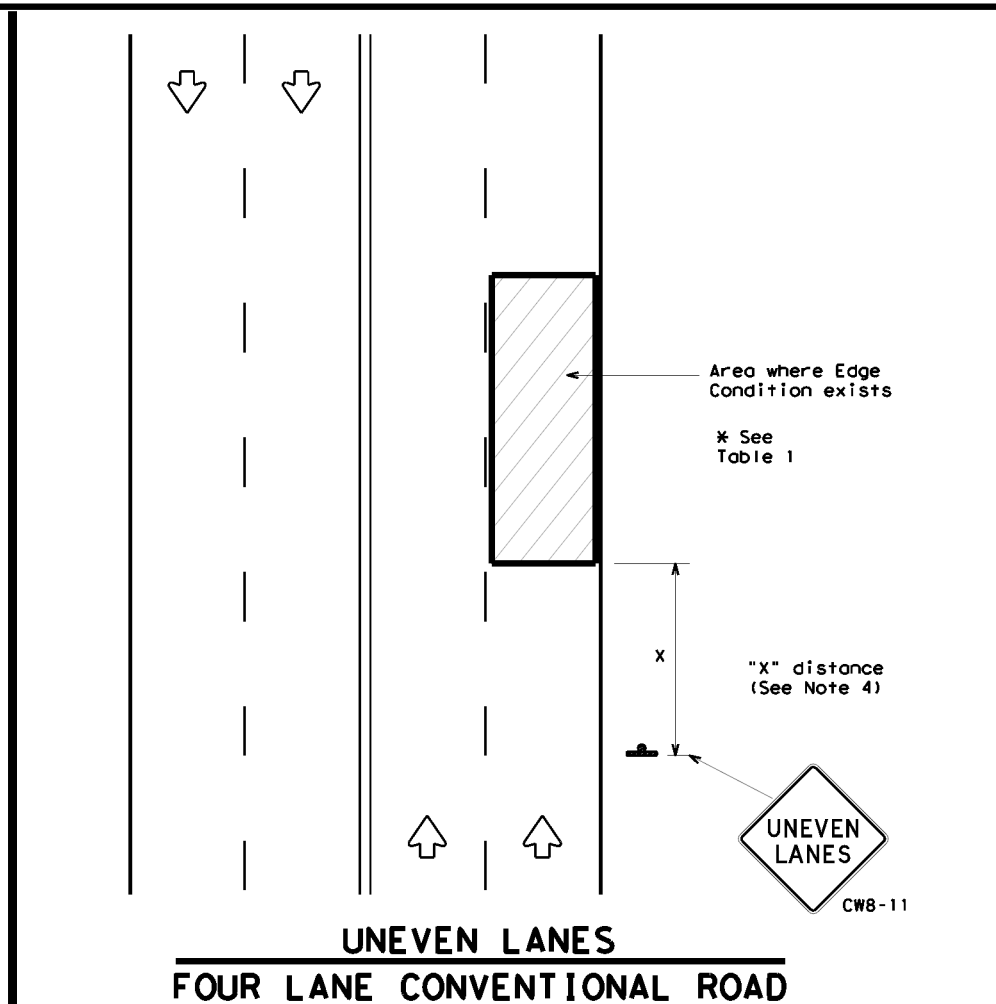 Area where Edge
Condition exists
* See
Table 1
X
"X" distance
(See Note 4)
UNEVEN
LANES
CW8-11
UNEVEN LANES
FOUR LANE CONVENTIONAL ROAD